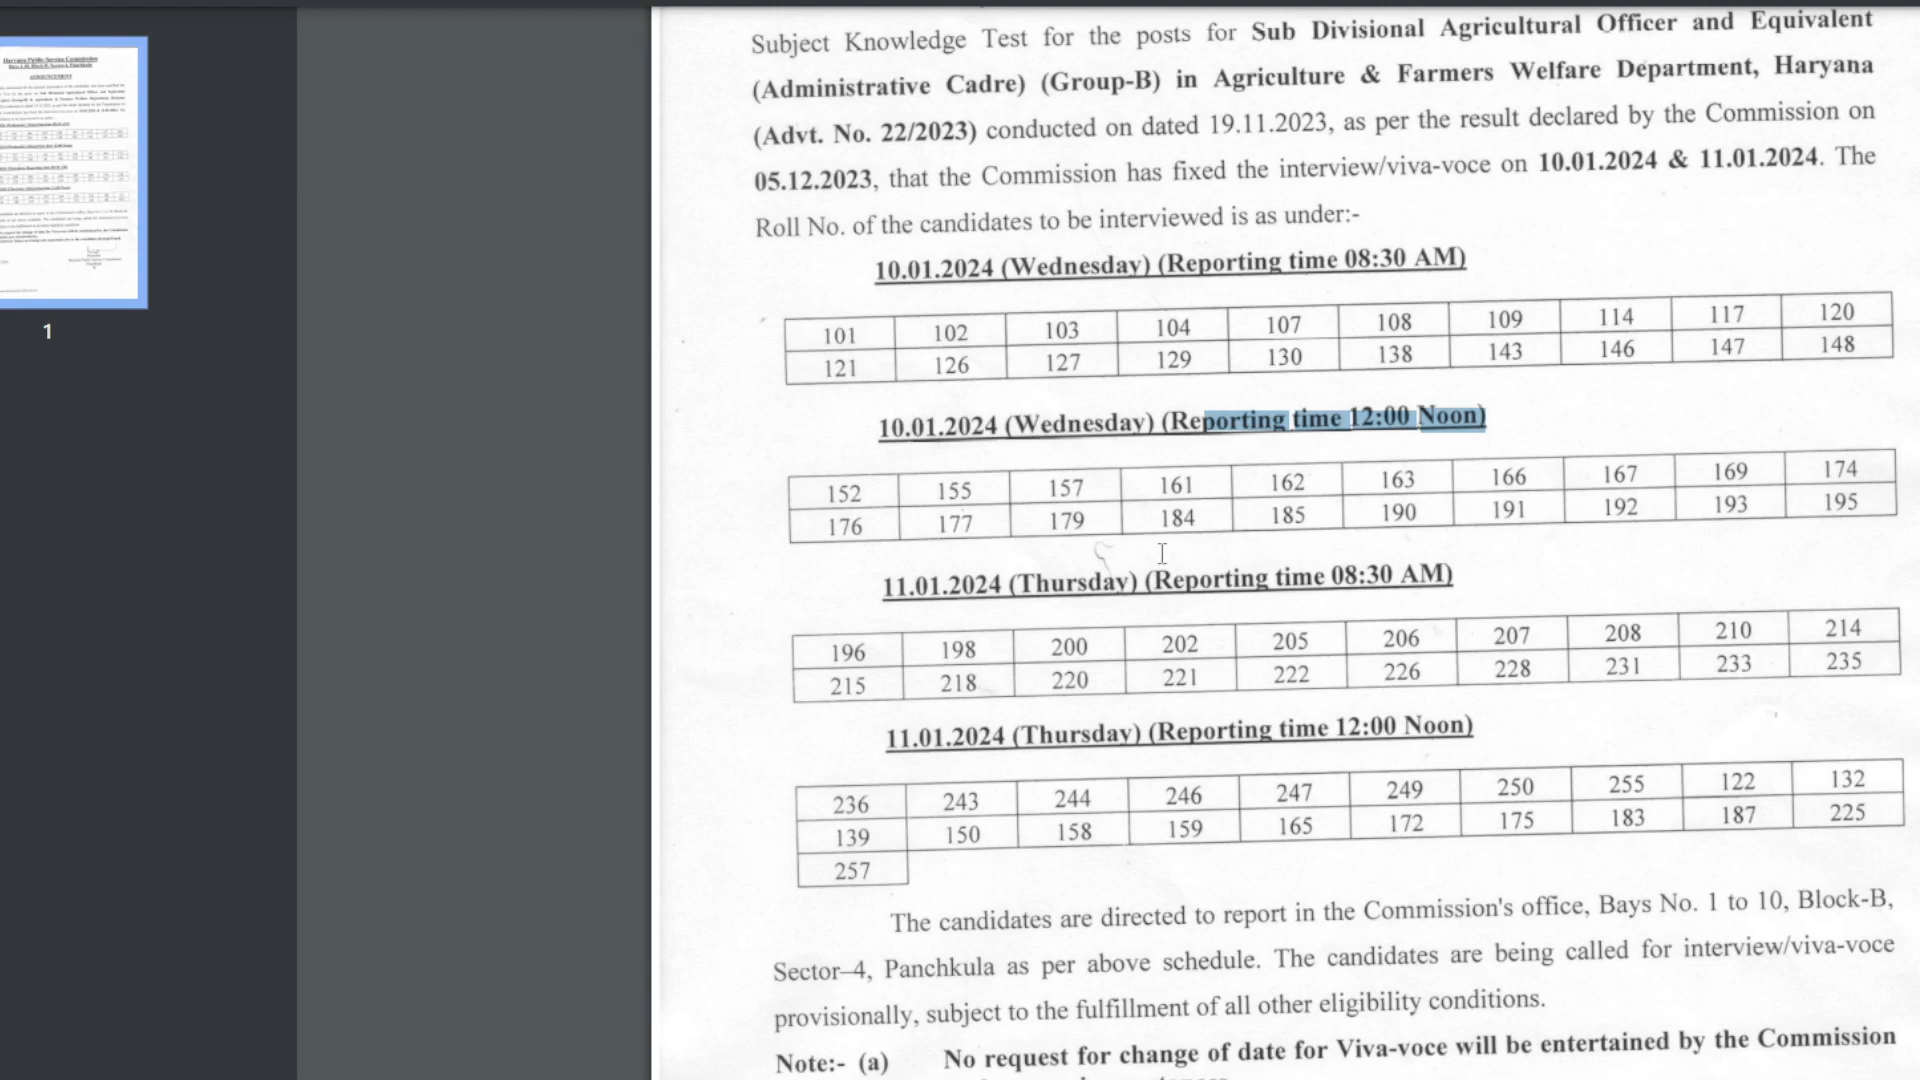 Haryana Public Service Commission
ANNOUNCEMENT
1
Subject Knowledge Test for the posts for Sub Divisional Agricultural Officer and Equivalent
(Administrative Cadre) (Group-B) in Agriculture & Farmers Welfare Department, Haryana
(Advt. No. 22/2023) conducted on dated 19.11.2023, as per the result declared by the Commission on
05.12.2023, that the Commission has fixed the interview/viva-voce on 10.01.2024 & 11.01.2024. The
Roll No. of the candidates to be interviewed is as under:-
10.01.2024 (Wednesday) (Reporting time 08:30 AM)
101 102 103 104 107 108 109 114 117 120
121 126 127 129 130 138 143 146 147 148
10.01.2024 (Wednesday) (Reporting time 12:00 Noon)
152 155 157 161 162 163 166 167 169 174
176 177 179 184 185 190 191 192 193 195
11.01.2024 (Thursday) (Reporting time 08:30 AM)
196 198 200 202 205 206 207 208 210 214
215 218 220 221 222 226 228 231 233 235
11.01.2024 (Thursday) (Reporting time 12:00 Noon)
236 243 244 246 247 249 250 255 122 132
139 150 158 159 165 172 175 183 187 225
257
The candidates are directed to report in the Commission's office, Bays No. 1 to 10, Block-B,
Sector–4, Panchkula as per above schedule. The candidates are being called for interview/viva-voce
provisionally, subject to the fulfillment of all other eligibility conditions.
Note:- (a) No request for change of date for Viva-voce will be entertained by the Commission